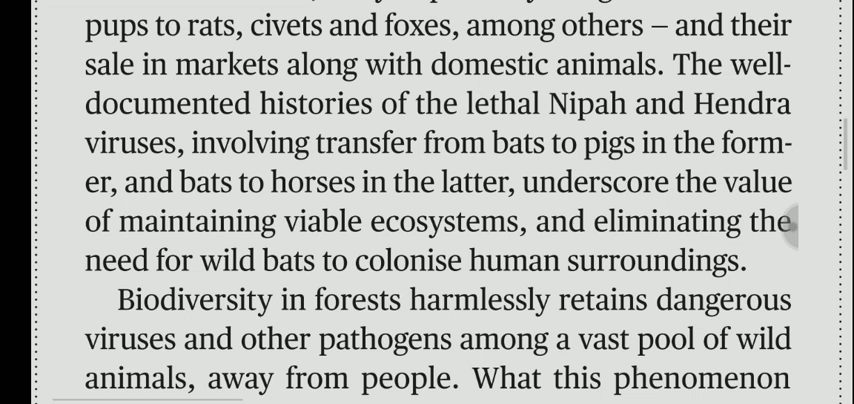 pups to rats, civets and foxes, among others – and their
sale in markets along with domestic animals. The well-
documented histories of the lethal Nipah and Hendra
viruses, involving transfer from bats to pigs in the form-
er, and bats to horses in the latter, underscore the value
of maintaining viable ecosystems, and eliminating the
need for wild bats to colonise human surroundings.
Biodiversity in forests harmlessly retains dangerous
viruses and other pathogens among a vast pool of wild
animals, away from people. What this phenomenon